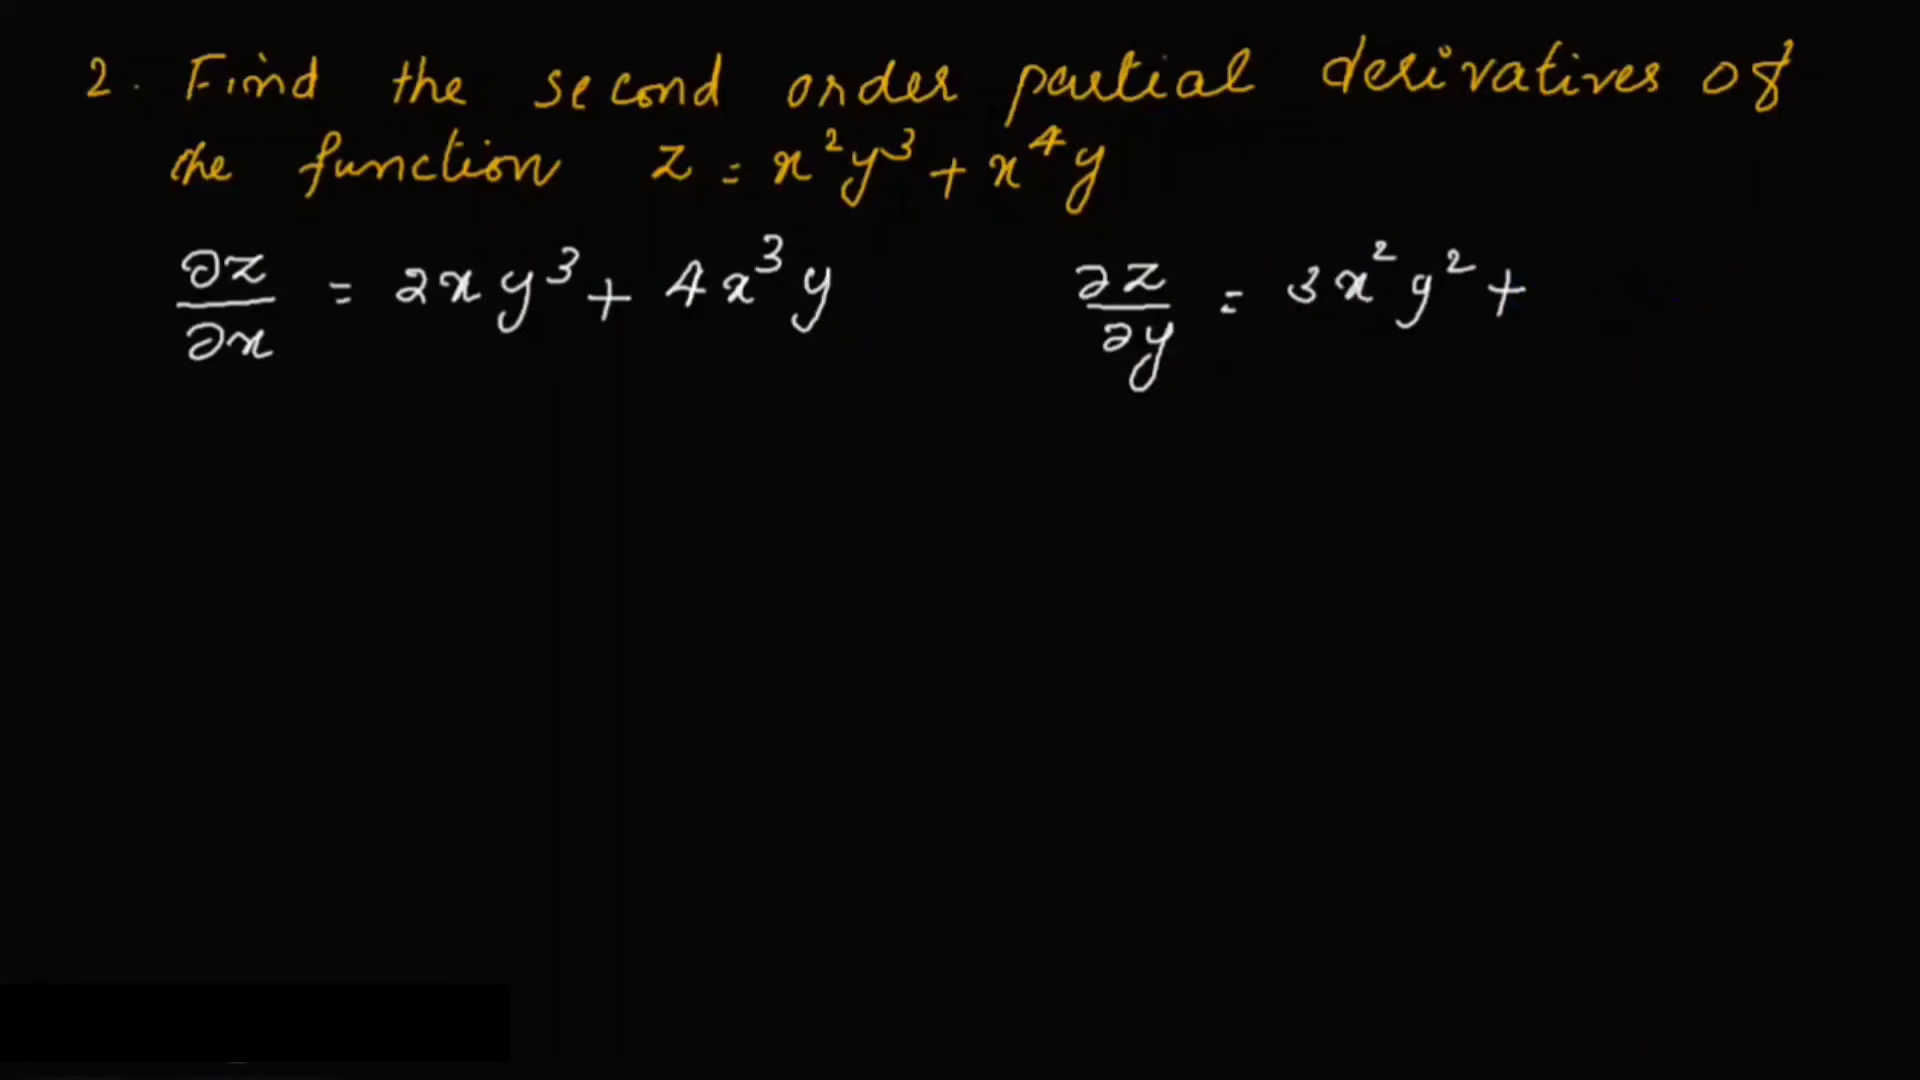 2. Find the second order partial derivatives of
the function z = x²y³ + x⁴y
∂z/∂x = 2xy³ + 4x³y
∂z/∂y = 3x²y² +